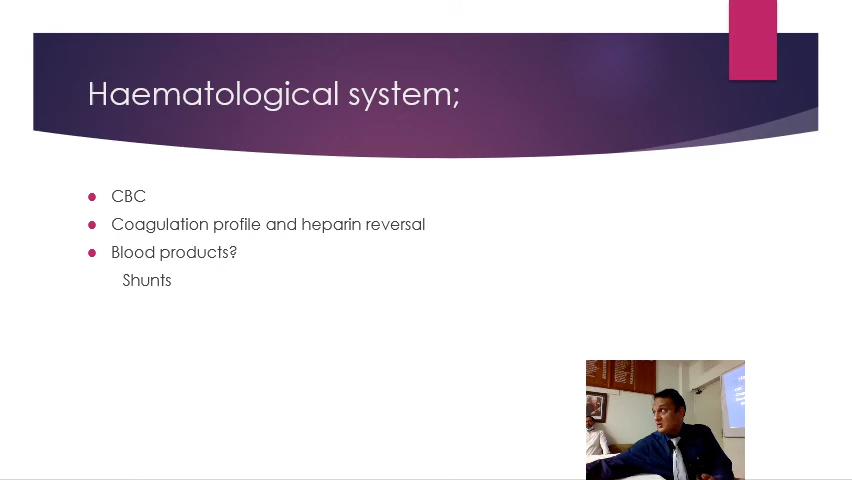 Haematological system;
CBC
Coagulation profile and heparin reversal
Blood products?
Shunts